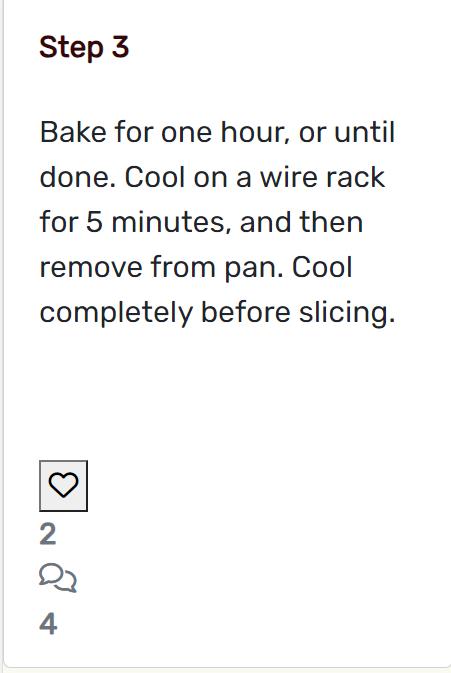 Step 3
Bake for one hour, or until
done. Cool on a wire rack
for 5 minutes, and then
remove from pan. Cool
completely before slicing.
2
4